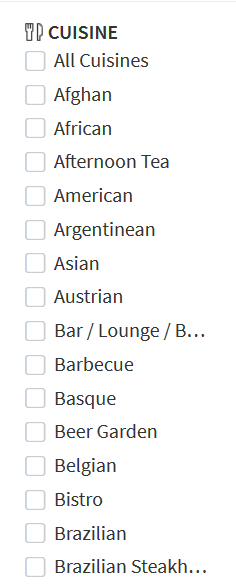 CUISINE
All Cuisines
Afghan
African
Afternoon Tea
American
Argentinean
Asian
Austrian
Bar / Lounge / B...
Barbecue
Basque
Beer Garden
Belgian
Bistro
Brazilian
Brazilian Steakh...